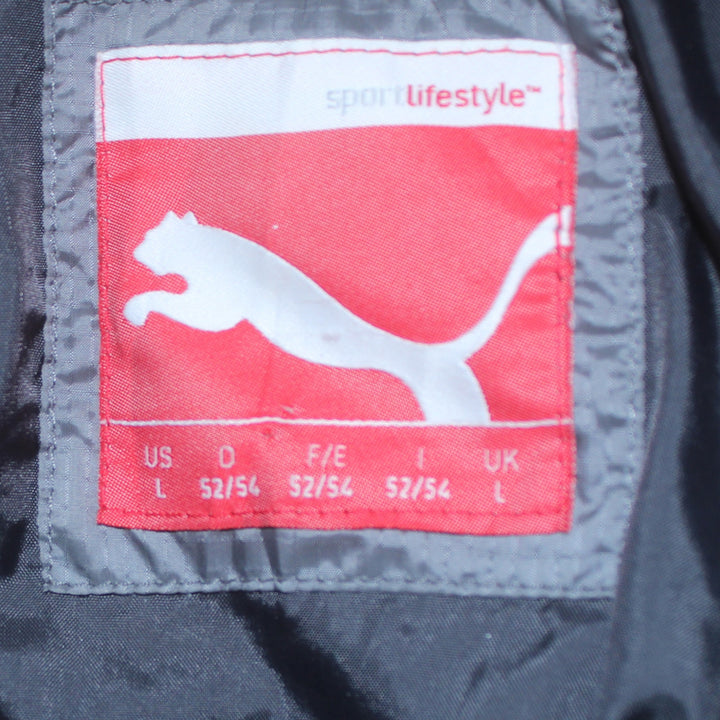 sportlifestyle™
US D F/E I UK
L 52/54 52/54 52/54 L